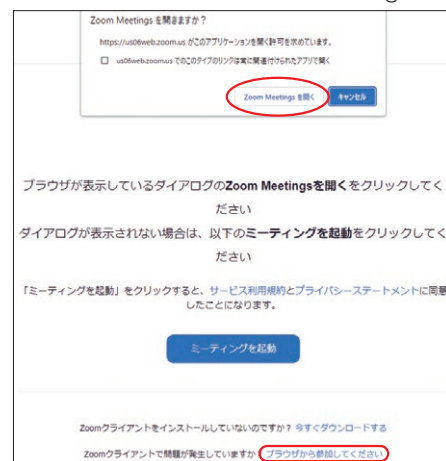 Zoom Meetings を開きますか？
https://us06web.zoom.us がこのアプリケーションを開く許可を求めています。
us06web.zoom.us でこのタイプのリンクは常に関連付けられたアプリで開く
Zoom Meetings を開く キャンセル
ブラウザが表示しているダイアログのZoom Meetingsを開くをクリックしてく
ださい
ダイアログが表示されない場合は、以下のミーティングを起動をクリックしてく
ださい
「ミーティングを起動」をクリックすると、サービス利用規約とプライバシーステートメントに同意
したことになります。
ミーティングを起動
Zoomクライアントをインストールしていないのですか？ 今すぐダウンロードする
Zoomクライアントで問題が発生していますか？ ブラウザから参加してください